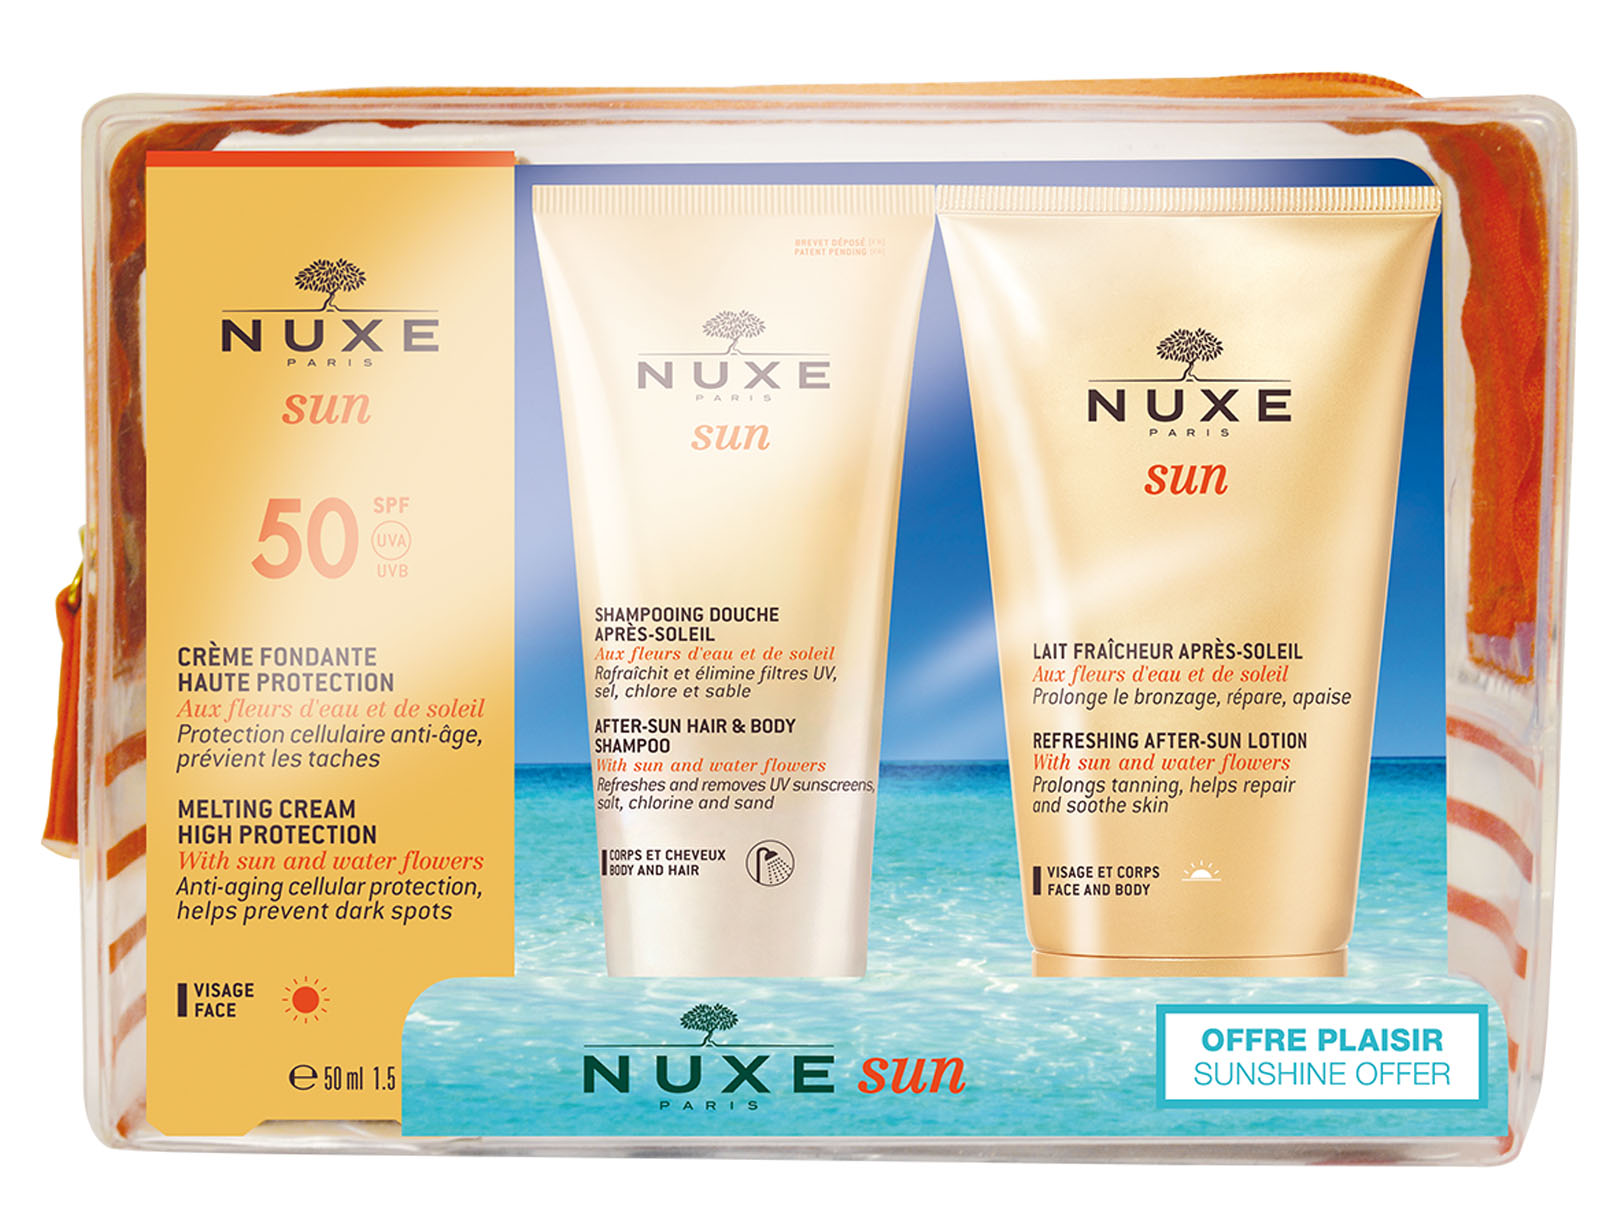 NUXE
PARIS
sun
50 SPF
UVA
UVB
CRÈME FONDANTE
HAUTE PROTECTION
Aux fleurs d'eau et de soleil
Protection cellulaire anti-âge,
prévient les taches
MELTING CREAM
HIGH PROTECTION
With sun and water flowers
Anti-aging cellular protection,
helps prevent dark spots
VISAGE
FACE
℮ 50 ml 1.5
BREVET DÉPOSÉ [FR]
PATENT PENDING [FR]
NUXE
PARIS
sun
SHAMPOOING DOUCHE
APRÈS-SOLEIL
Aux fleurs d'eau et de soleil
Rafraîchit et élimine filtres UV,
sel, chlore et sable
AFTER-SUN HAIR & BODY
SHAMPOO
With sun and water flowers
Refreshes and removes UV sunscreens,
salt, chlorine and sand
CORPS ET CHEVEUX
BODY AND HAIR
NUXE
PARIS
sun
LAIT FRAÎCHEUR APRÈS-SOLEIL
Aux fleurs d'eau et de soleil
Prolonge le bronzage, répare, apaise
REFRESHING AFTER-SUN LOTION
With sun and water flowers
Prolongs tanning, helps repair
and soothe skin
VISAGE ET CORPS
FACE AND BODY
NUXE sun
PARIS
OFFRE PLAISIR
SUNSHINE OFFER